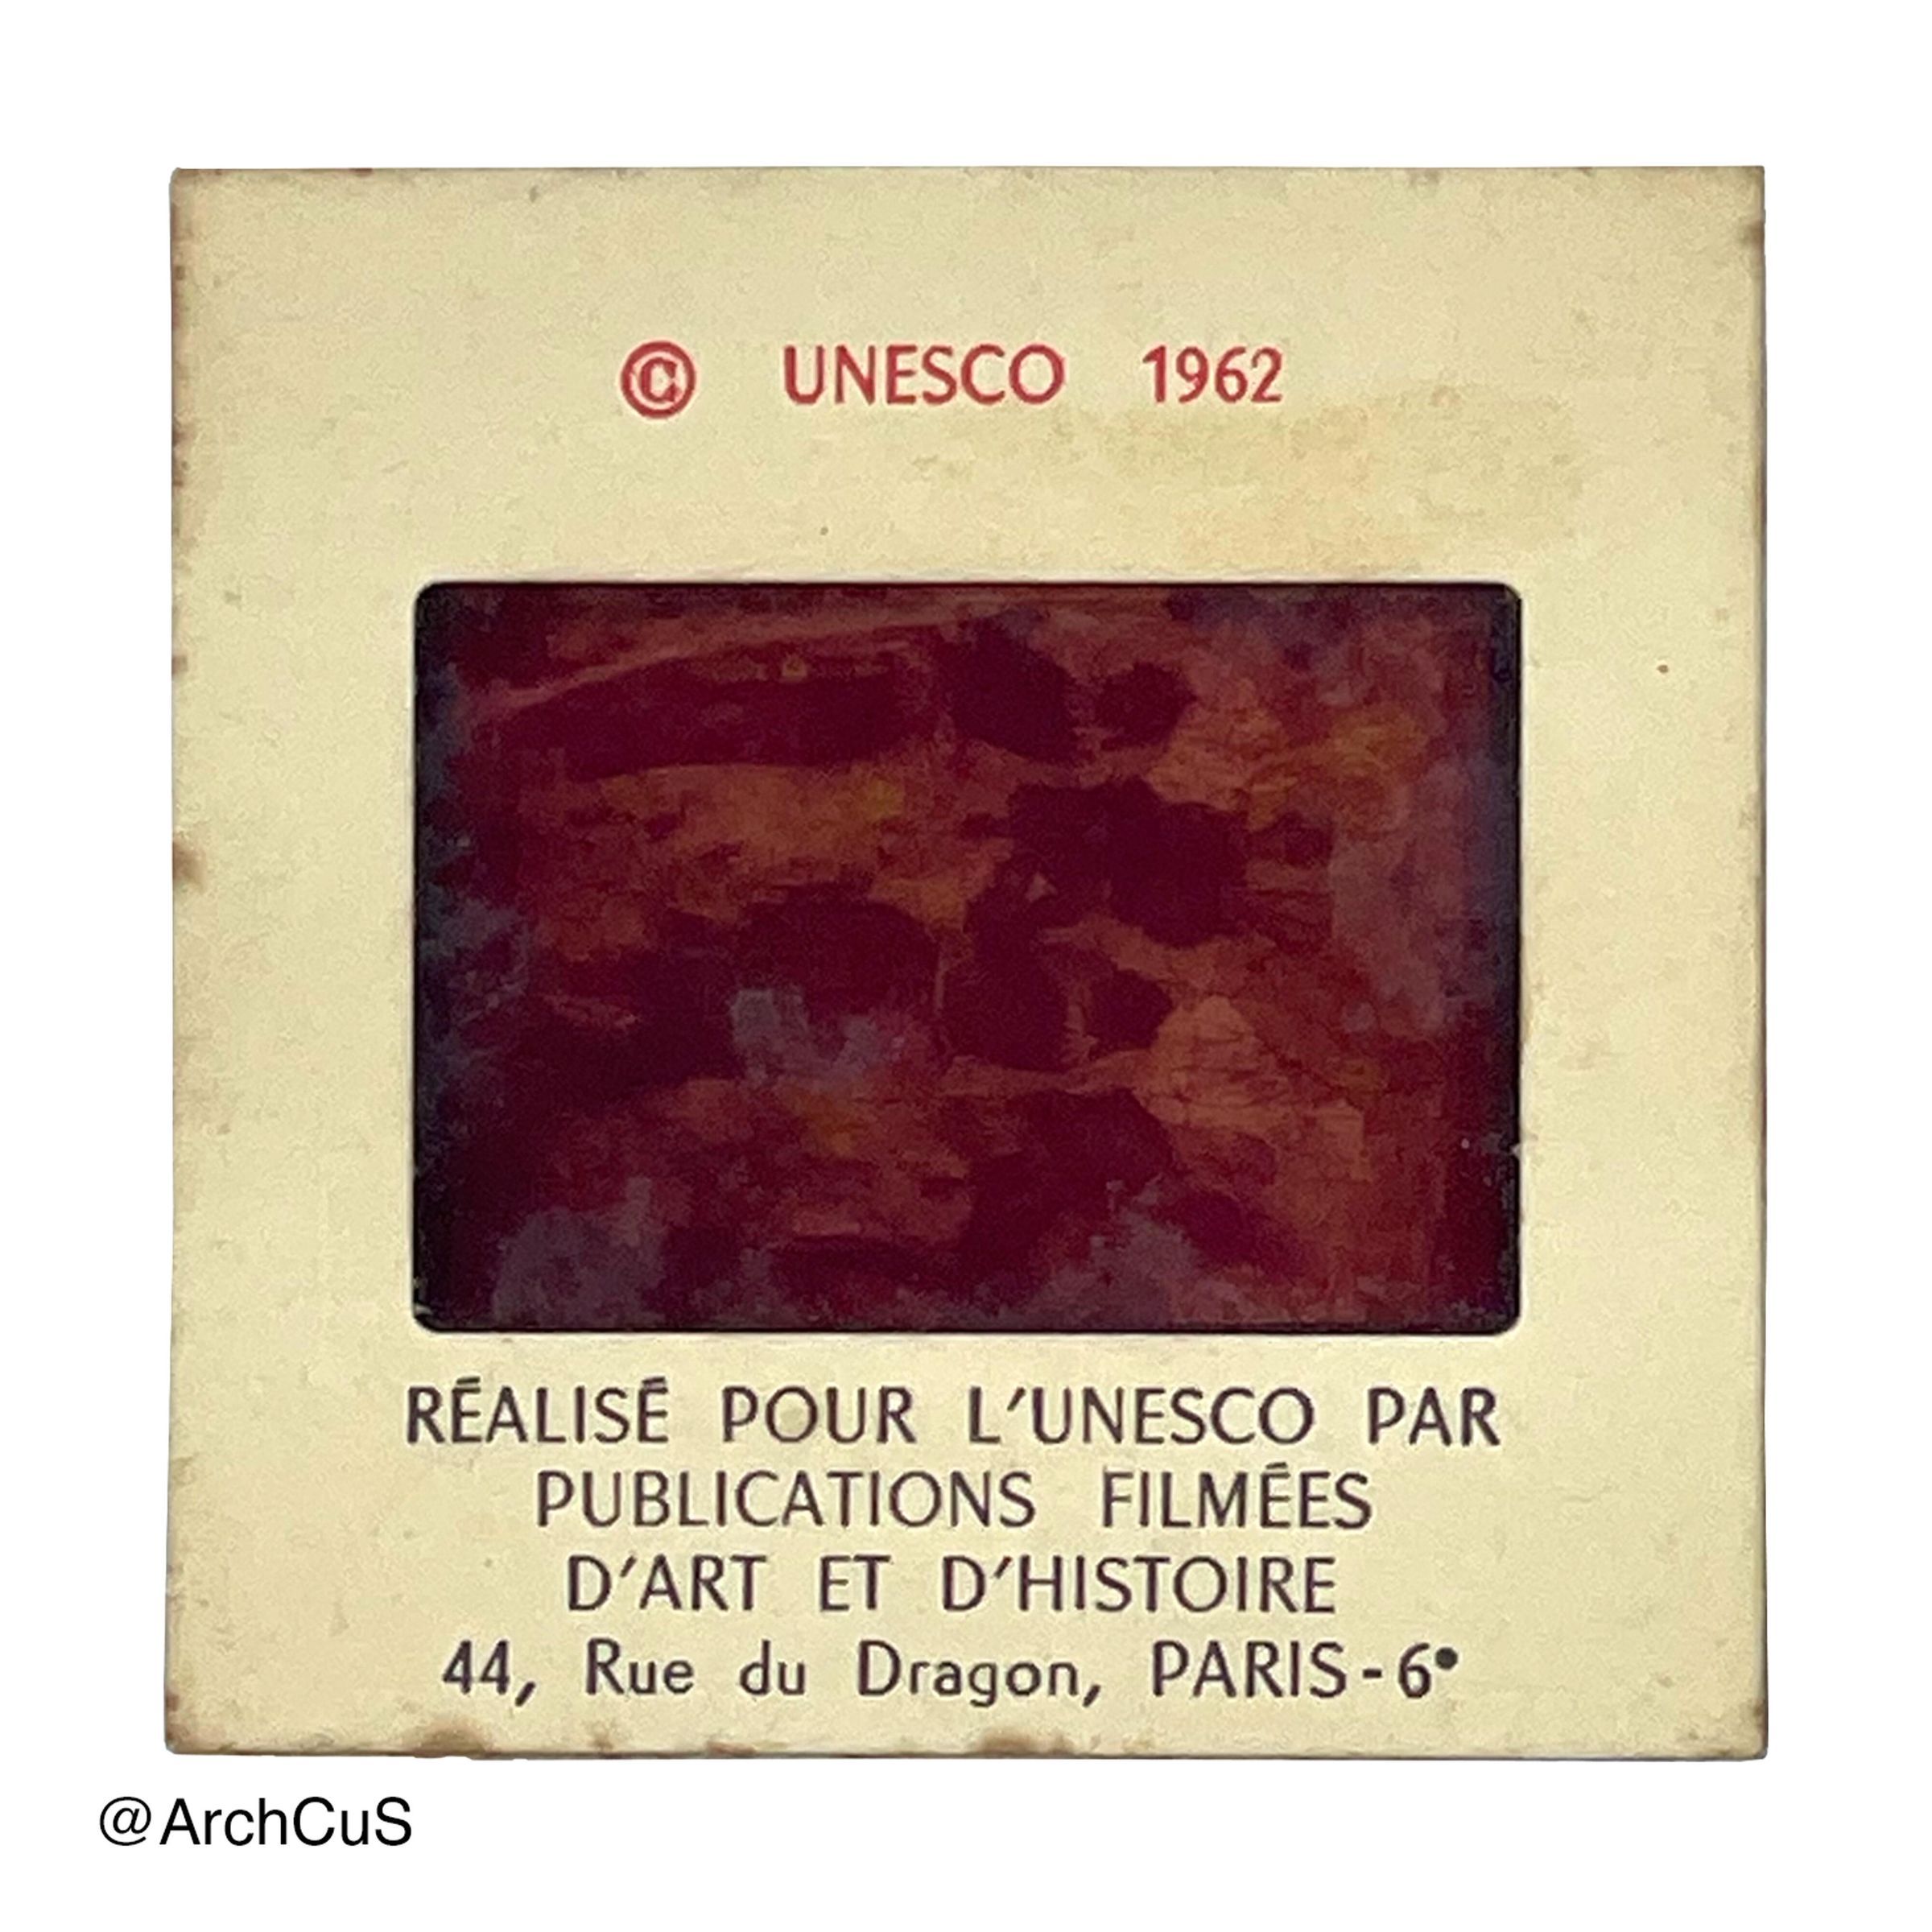 © UNESCO 1962
RÉALISÉ POUR L'UNESCO PAR
PUBLICATIONS FILMÉES
D'ART ET D'HISTOIRE
44, Rue du Dragon, PARIS-6ᵉ
@ArchCuS